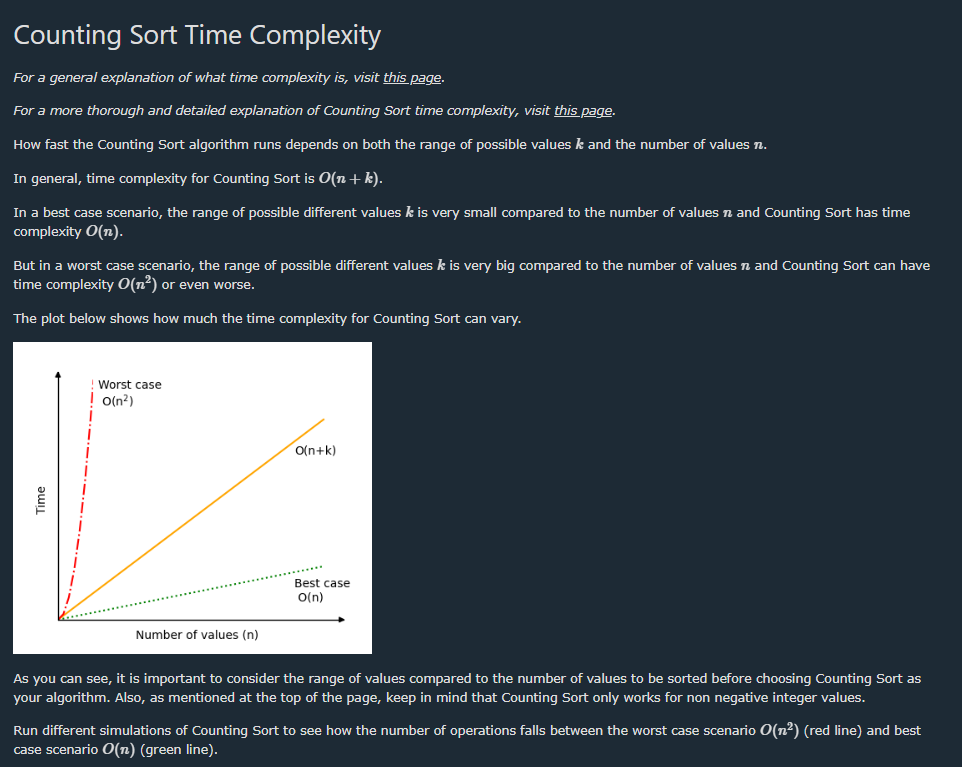 Counting Sort Time Complexity
For a general explanation of what time complexity is, visit this page.
For a more thorough and detailed explanation of Counting Sort time complexity, visit this page.
How fast the Counting Sort algorithm runs depends on both the range of possible values k and the number of values n.
In general, time complexity for Counting Sort is O(n + k).
In a best case scenario, the range of possible different values k is very small compared to the number of values n and Counting Sort has time
complexity O(n).
But in a worst case scenario, the range of possible different values k is very big compared to the number of values n and Counting Sort can have
time complexity O(n²) or even worse.
The plot below shows how much the time complexity for Counting Sort can vary.
Worst case
O(n²)
O(n+k)
Time
Best case
O(n)
Number of values (n)
As you can see, it is important to consider the range of values compared to the number of values to be sorted before choosing Counting Sort as
your algorithm. Also, as mentioned at the top of the page, keep in mind that Counting Sort only works for non negative integer values.
Run different simulations of Counting Sort to see how the number of operations falls between the worst case scenario O(n²) (red line) and best
case scenario O(n) (green line).